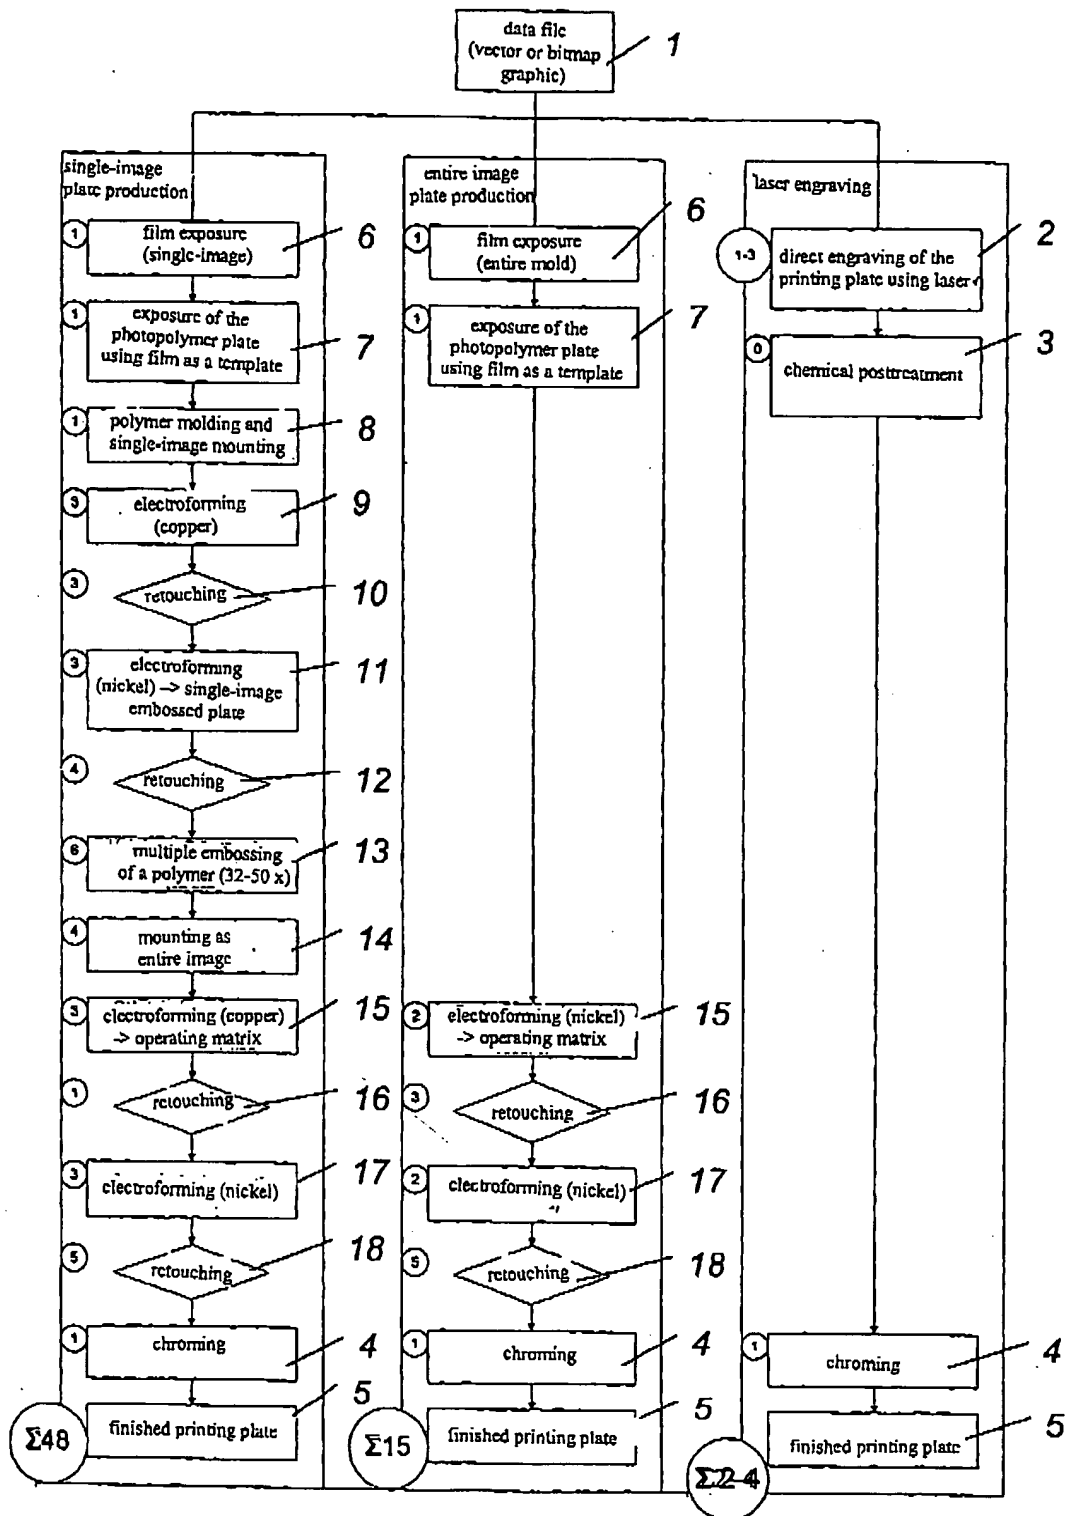 data file
(vector or bitmap
graphic)
1
single-image
plate production
1
film exposure
(single-image)
6
1
exposure of the
photopolymer plate
using film as a template
7
1
polymer molding and
single-image mounting
8
3
electroforming
(copper)
9
3
retouching
10
3
electroforming
(nickel) -> single-image
embossed plate
11
4
retouching
12
6
multiple embossing
of a polymer (32-50 x)
13
4
mounting as
entire image
14
3
electroforming (copper)
-> operating matrix
15
1
retouching
16
3
electroforming (nickel)
17
5
retouching
18
1
chroming
4
finished printing plate
5
Σ48
entire image
plate production
1
film exposure
(entire mold)
6
1
exposure of the
photopolymer plate
using film as a template
7
2
electroforming (nickel)
-> operating matrix
15
3
retouching
16
2
electroforming (nickel)
17
5
retouching
18
1
chroming
4
finished printing plate
5
Σ15
laser engraving
1-3
direct engraving of the
printing plate using laser
2
0
chemical posttreatment
3
1
chroming
4
finished printing plate
5
Σ2-4